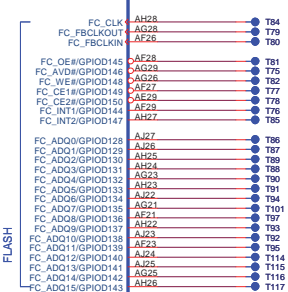 FC_CLK AH28 T84
FC_FBCLKOUT AG28 T79
FC_FBCLKIN AF26 T80
FC_OE#/GPIOD145 AF28 T81
FC_AVD#/GPIOD146 AG29 T75
FC_WE#/GPIOD148 AG26 T82
FC_CE1#/GPIOD149 AF27 T77
FC_CE2#/GPIOD150 AE29 T78
FC_INT1/GPIOD144 AF29 T76
FC_INT2/GPIOD147 AH27 T85
FC_ADQ0/GPIOD128 AJ27 T86
FC_ADQ1/GPIOD129 AJ26 T87
FC_ADQ2/GPIOD130 AH25 T89
FC_ADQ3/GPIOD131 AH24 T88
FC_ADQ4/GPIOD132 AG23 T90
FC_ADQ5/GPIOD133 AH23 T91
FC_ADQ6/GPIOD134 AJ22 T94
FC_ADQ7/GPIOD135 AG21 T101
FC_ADQ8/GPIOD136 AF21 T97
FC_ADQ9/GPIOD137 AH22 T93
FC_ADQ10/GPIOD138 AJ23 T92
FC_ADQ11/GPIOD139 AF23 T95
FC_ADQ12/GPIOD140 AJ24 T114
FC_ADQ13/GPIOD141 AJ25 T115
FC_ADQ14/GPIOD142 AG25 T116
FC_ADQ15/GPIOD143 AH26 T117
FLASH